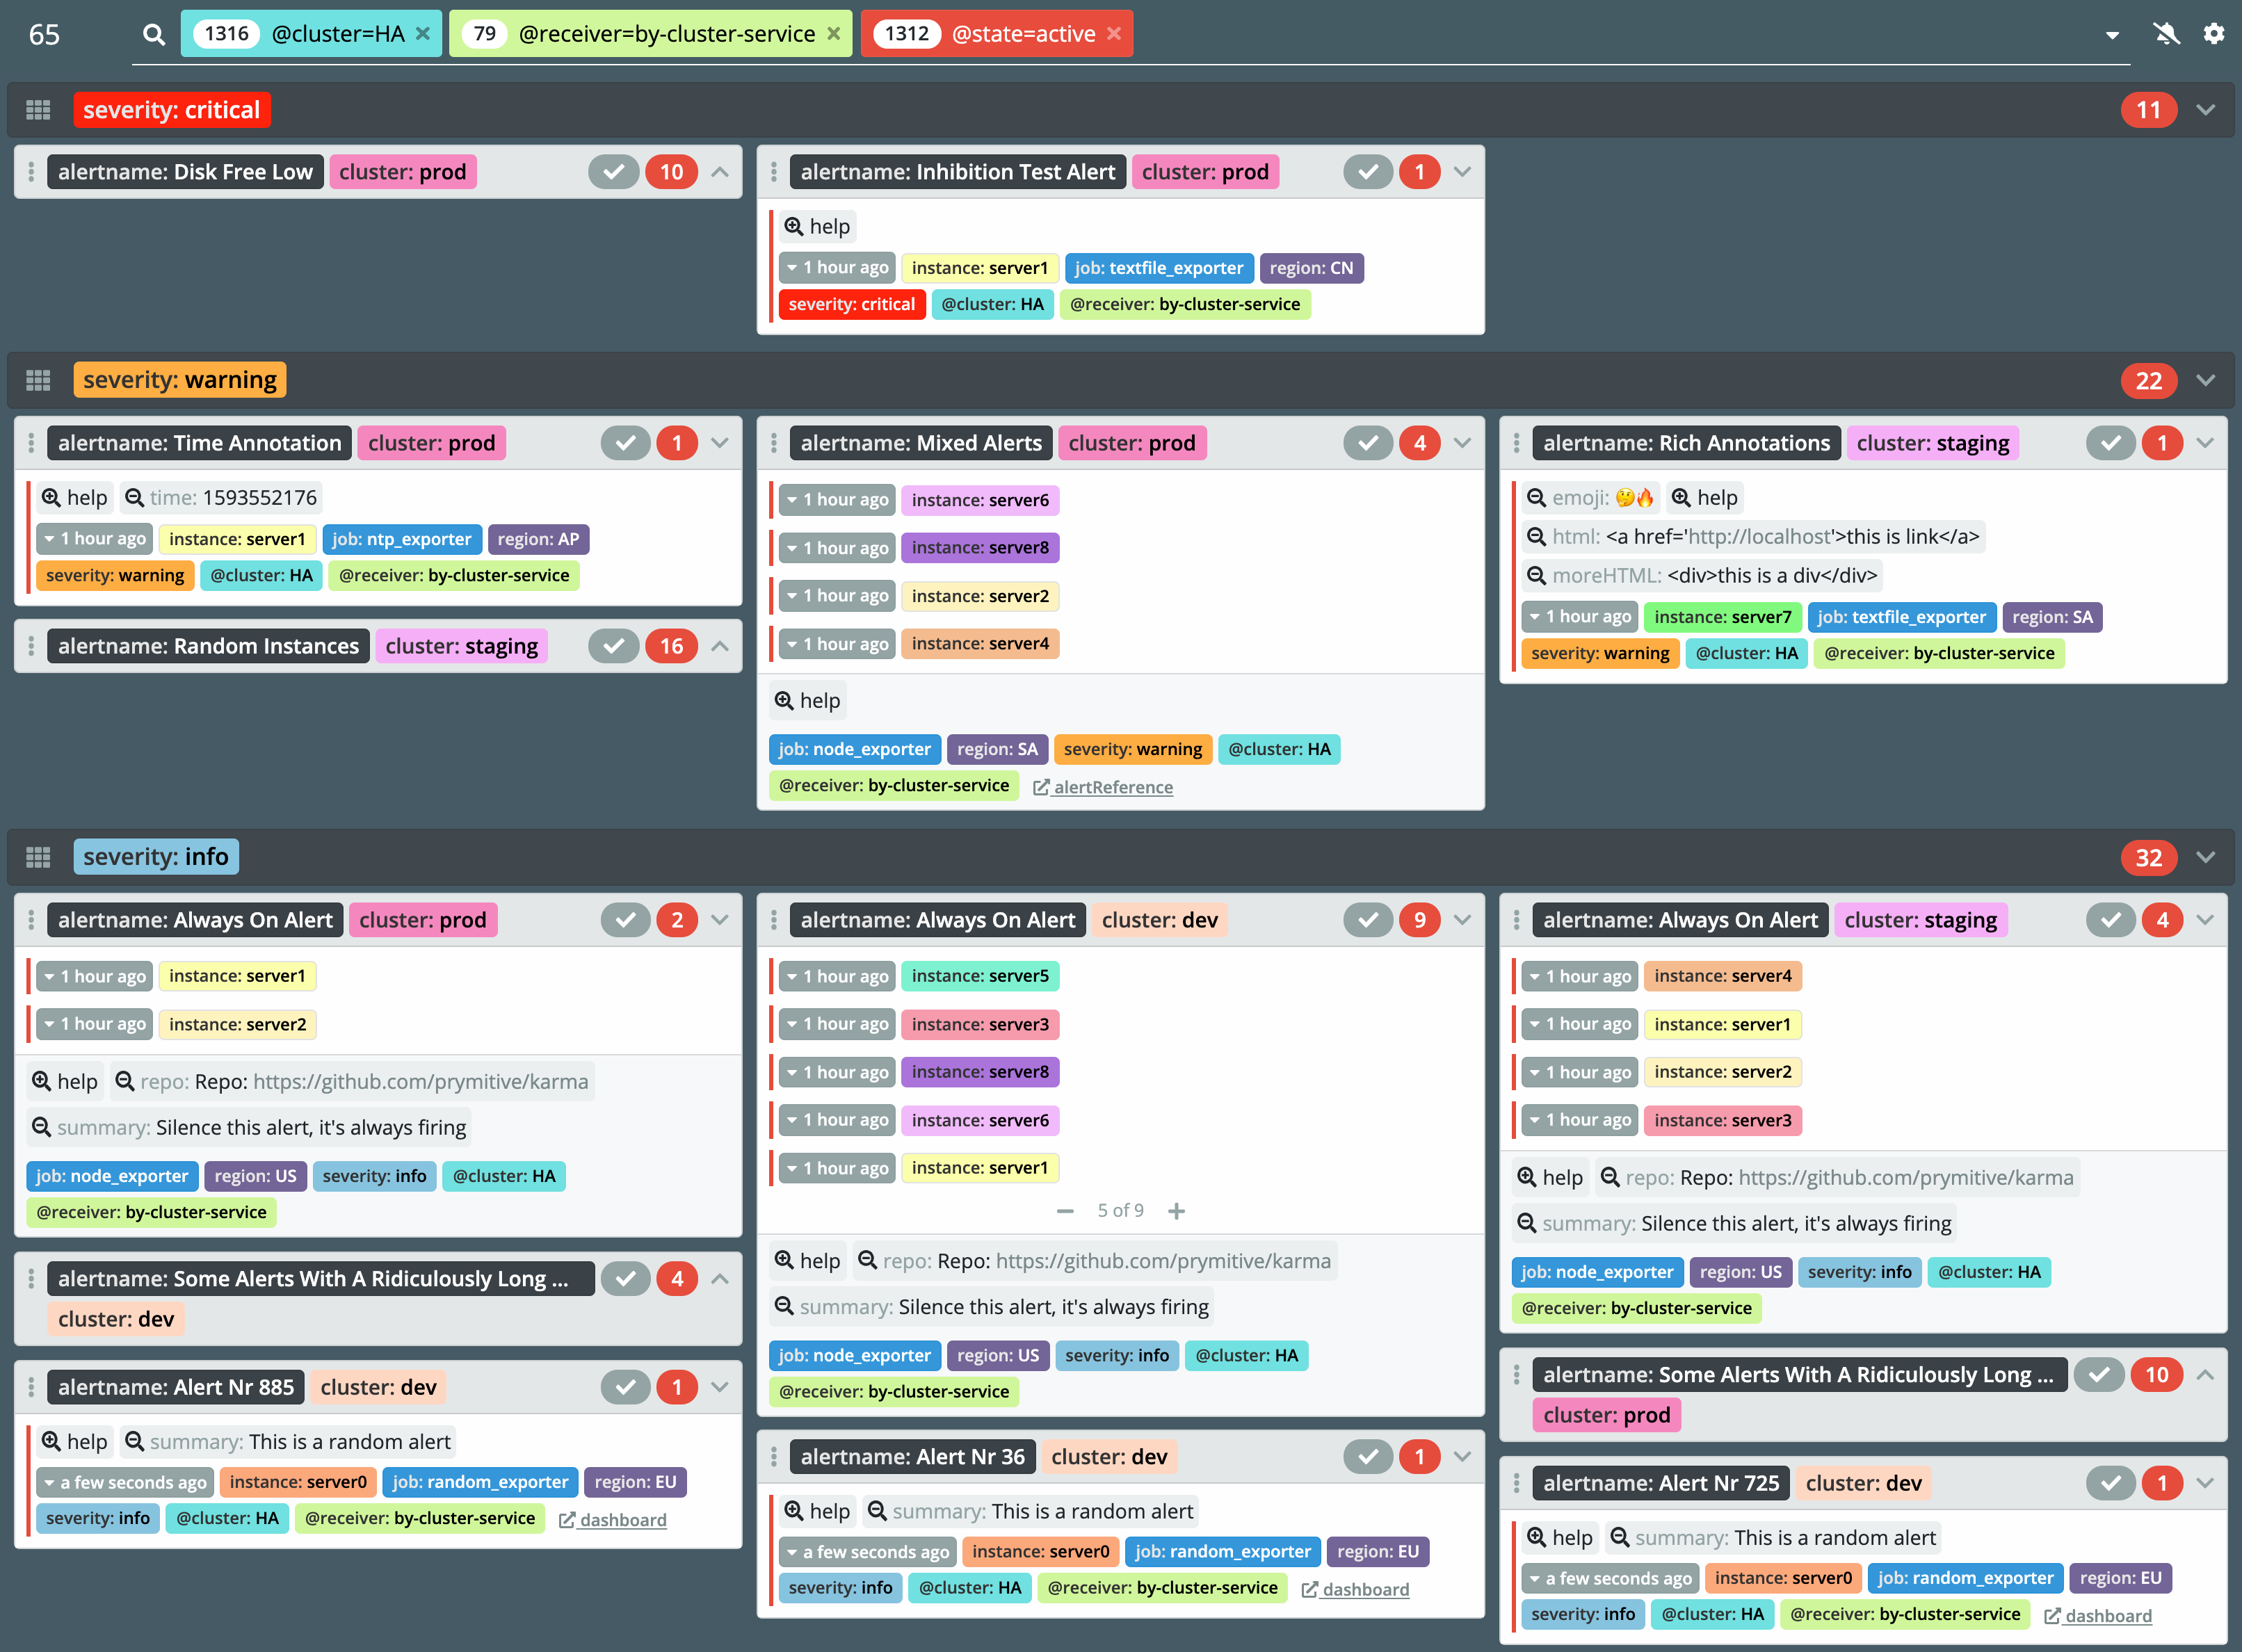 65 1316 @cluster=HA × 79 @receiver=by-cluster-service × 1312 @state=active ×
severity: critical 11
alertname: Disk Free Low cluster: prod 10
alertname: Inhibition Test Alert cluster: prod 1
help
1 hour ago instance: server1 job: textfile_exporter region: CN
severity: critical @cluster: HA @receiver: by-cluster-service
severity: warning 22
alertname: Time Annotation cluster: prod 1
help time: 1593552176
1 hour ago instance: server1 job: ntp_exporter region: AP
severity: warning @cluster: HA @receiver: by-cluster-service
alertname: Random Instances cluster: staging 16
alertname: Mixed Alerts cluster: prod 4
1 hour ago instance: server6
1 hour ago instance: server8
1 hour ago instance: server2
1 hour ago instance: server4
help
job: node_exporter region: SA severity: warning @cluster: HA
@receiver: by-cluster-service alertReference
alertname: Rich Annotations cluster: staging 1
emoji: 🤔🔥 help
html: <a href='http://localhost'>this is link</a>
moreHTML: <div>this is a div</div>
1 hour ago instance: server7 job: textfile_exporter region: SA
severity: warning @cluster: HA @receiver: by-cluster-service
severity: info 32
alertname: Always On Alert cluster: prod 2
1 hour ago instance: server1
1 hour ago instance: server2
help repo: Repo: https://github.com/prymitive/karma
summary: Silence this alert, it's always firing
job: node_exporter region: US severity: info @cluster: HA
@receiver: by-cluster-service
alertname: Some Alerts With A Ridiculously Long ... 4
cluster: dev
alertname: Alert Nr 885 cluster: dev 1
help summary: This is a random alert
a few seconds ago instance: server0 job: random_exporter region: EU
severity: info @cluster: HA @receiver: by-cluster-service dashboard
alertname: Always On Alert cluster: dev 9
1 hour ago instance: server5
1 hour ago instance: server3
1 hour ago instance: server8
1 hour ago instance: server6
1 hour ago instance: server1
5 of 9
help repo: Repo: https://github.com/prymitive/karma
summary: Silence this alert, it's always firing
job: node_exporter region: US severity: info @cluster: HA
@receiver: by-cluster-service
alertname: Alert Nr 36 cluster: dev 1
help summary: This is a random alert
a few seconds ago instance: server0 job: random_exporter region: EU
severity: info @cluster: HA @receiver: by-cluster-service dashboard
alertname: Always On Alert cluster: staging 4
1 hour ago instance: server4
1 hour ago instance: server1
1 hour ago instance: server2
1 hour ago instance: server3
help repo: Repo: https://github.com/prymitive/karma
summary: Silence this alert, it's always firing
job: node_exporter region: US severity: info @cluster: HA
@receiver: by-cluster-service
alertname: Some Alerts With A Ridiculously Long ... 10
cluster: prod
alertname: Alert Nr 725 cluster: dev 1
help summary: This is a random alert
a few seconds ago instance: server0 job: random_exporter region: EU
severity: info @cluster: HA @receiver: by-cluster-service dashboard